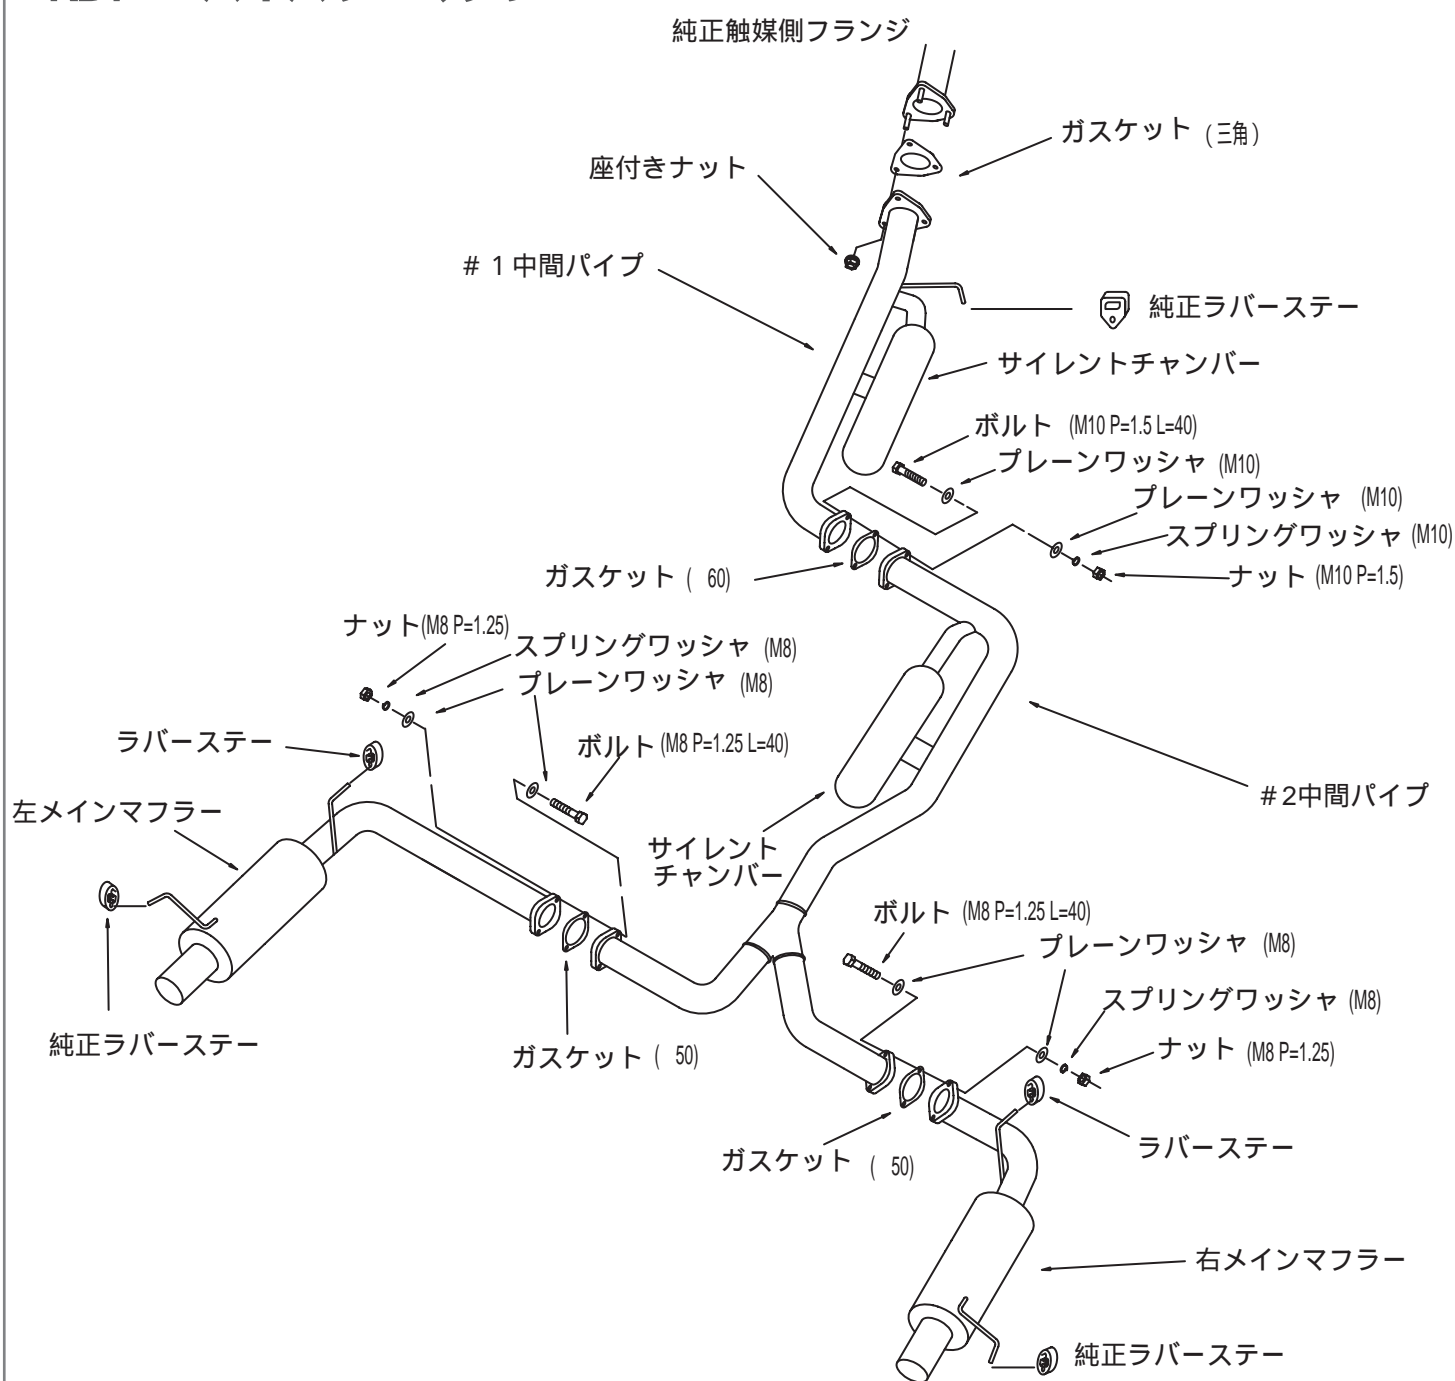 純正触媒側フランジ
ガスケット (三角)
座付きナット
# 1 中間パイプ
純正ラバーステー
サイレントチャンバー
ボルト (M10 P=1.5 L=40)
プレーンワッシャ (M10)
プレーンワッシャ (M10)
スプリングワッシャ (M10)
ガスケット ( 60)
ナット (M10 P=1.5)
ナット(M8 P=1.25)
スプリングワッシャ (M8)
プレーンワッシャ (M8)
ラバーステー
ボルト (M8 P=1.25 L=40)
#2中間パイプ
左メインマフラー
サイレント
チャンバー
ボルト (M8 P=1.25 L=40)
プレーンワッシャ (M8)
スプリングワッシャ (M8)
純正ラバーステー
ガスケット ( 50)
ナット (M8 P=1.25)
ラバーステー
ガスケット ( 50)
右メインマフラー
純正ラバーステー